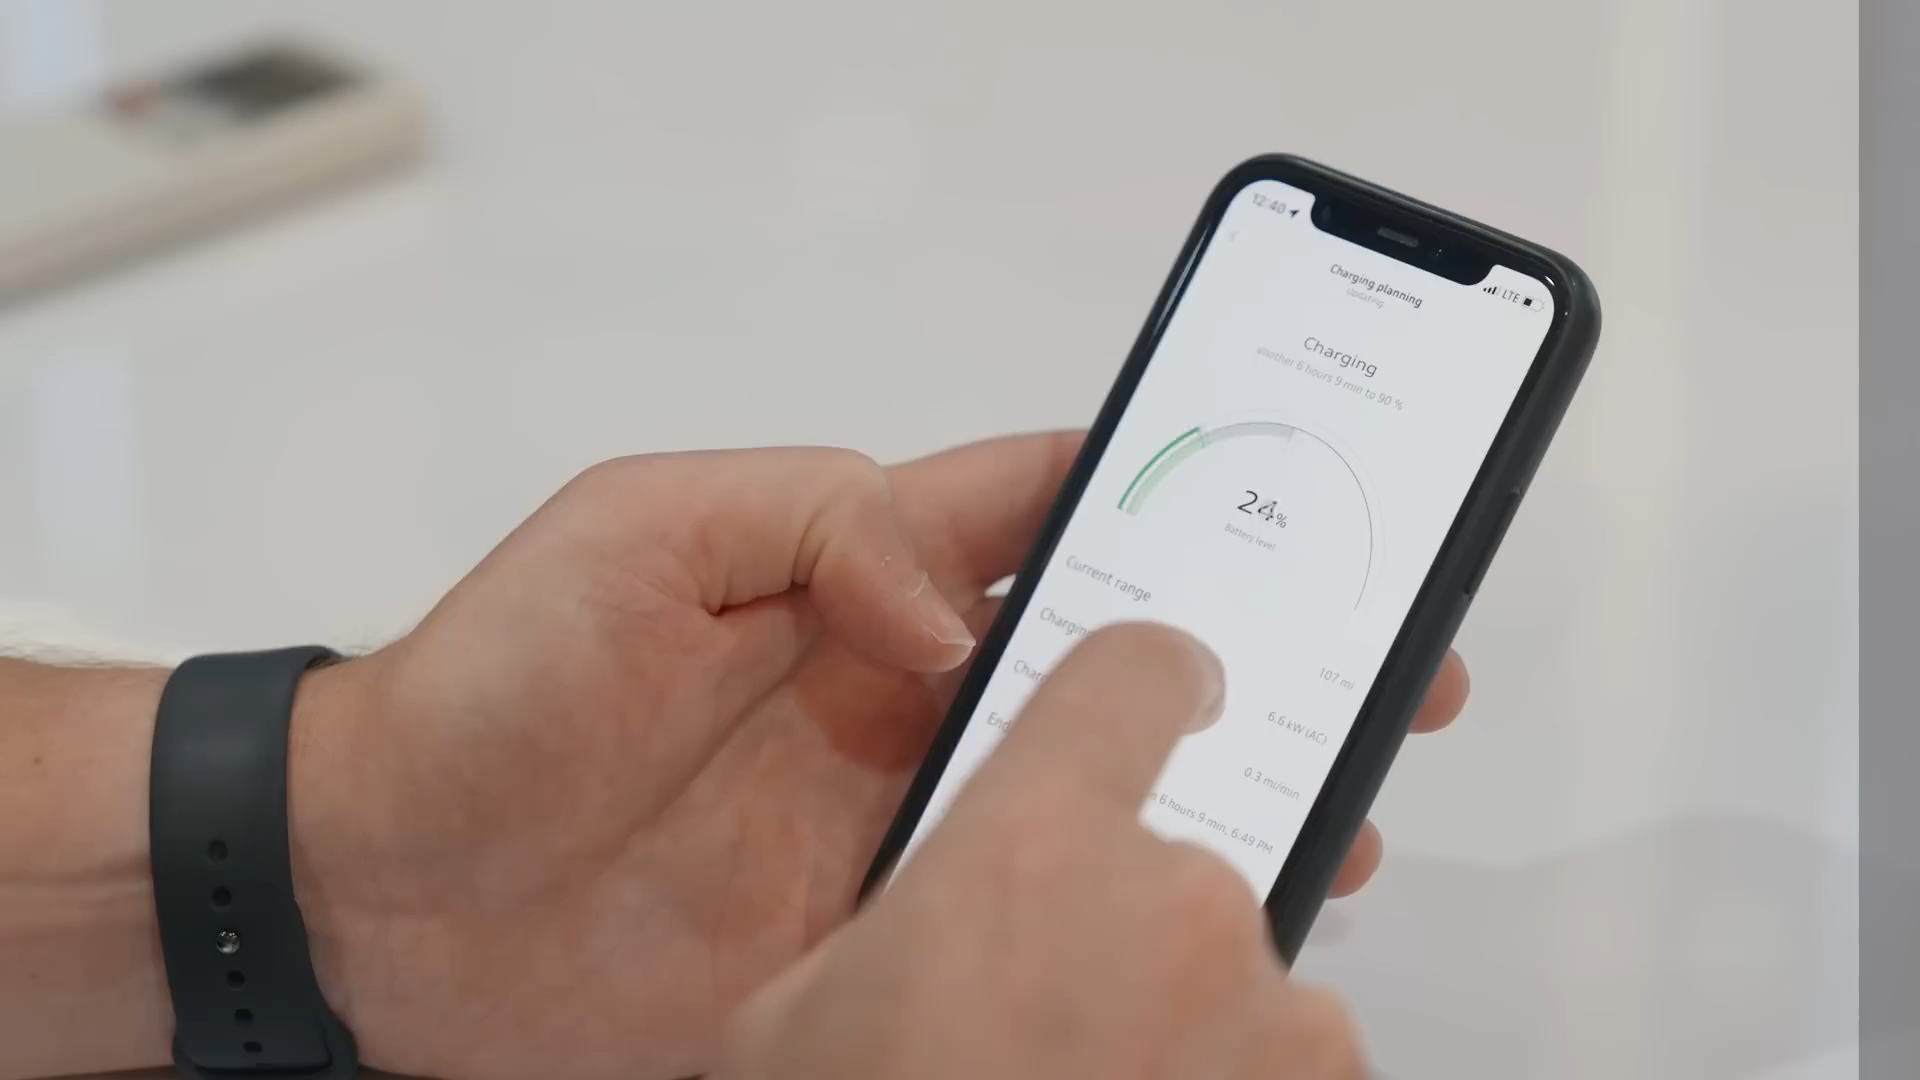 12:40
LTE
Charging planning
Updating
Charging
another 6 hours 9 min to 90 %
24%
Battery level
Current range
107 mi
Charging
6.6 kW (AC)
0.3 mi/min
6 hours 9 min, 6:49 PM